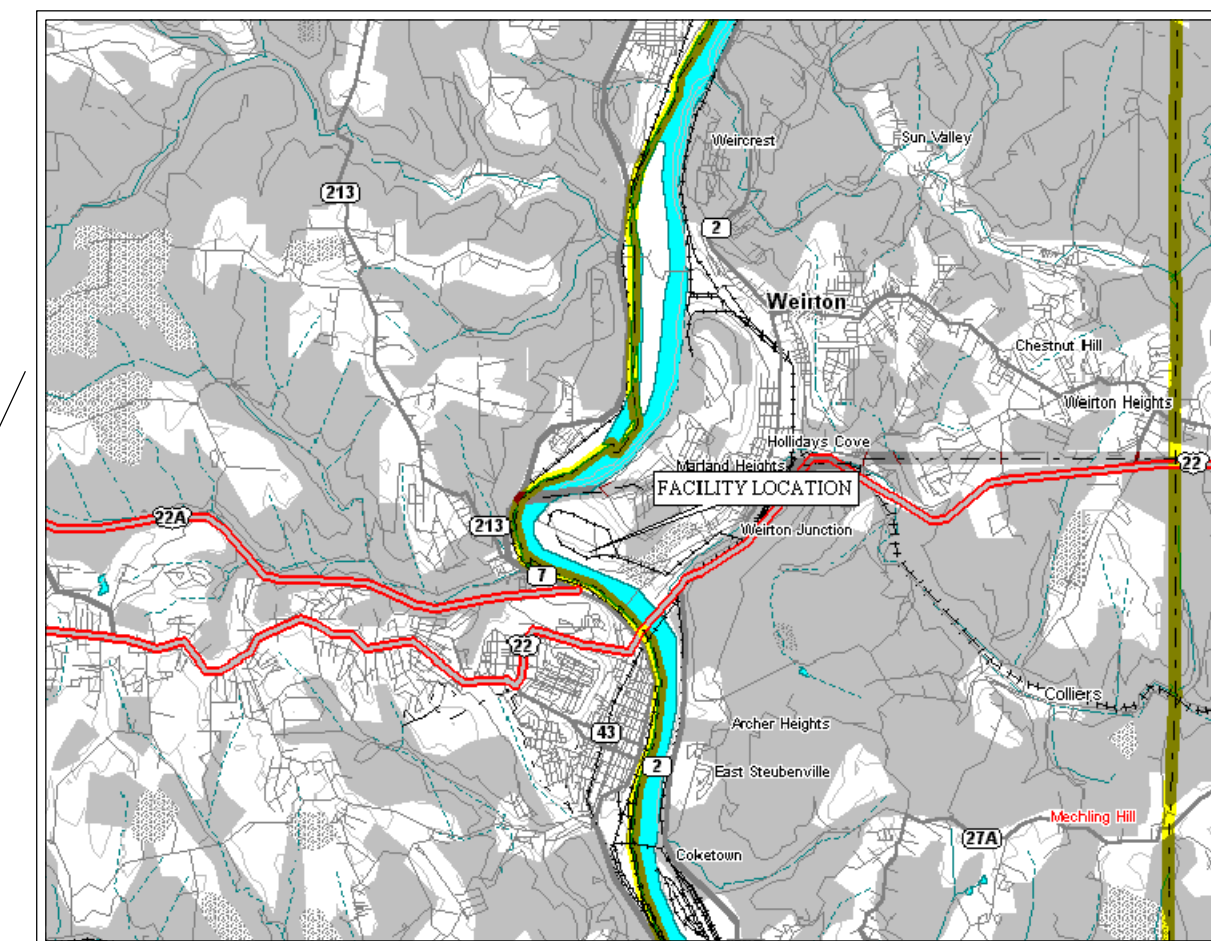 Weircrest
Sun Valley
213
2
Weirton
Chestnut Hill
Weirton Heights
Hollidays Cove
Marland Heights
22
FACILITY LOCATION
22A
213
Weirton Junction
7
22
Colliers
43
Archer Heights
2
East Steubenville
Mechling Hill
27A
Coketown